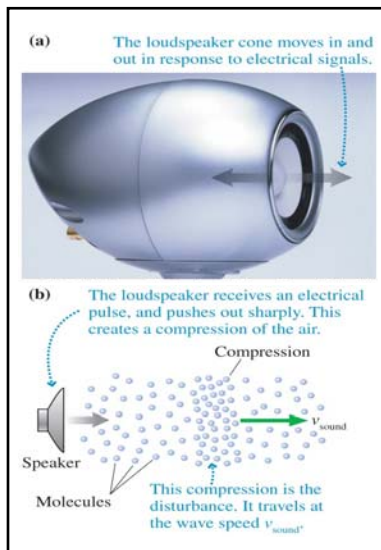 (a)
The loudspeaker cone moves in and
out in response to electrical signals.
(b)
The loudspeaker receives an electrical
pulse, and pushes out sharply. This
creates a compression of the air.
Compression
v sound
Speaker
Molecules
This compression is the
disturbance. It travels at
the wave speed v sound.